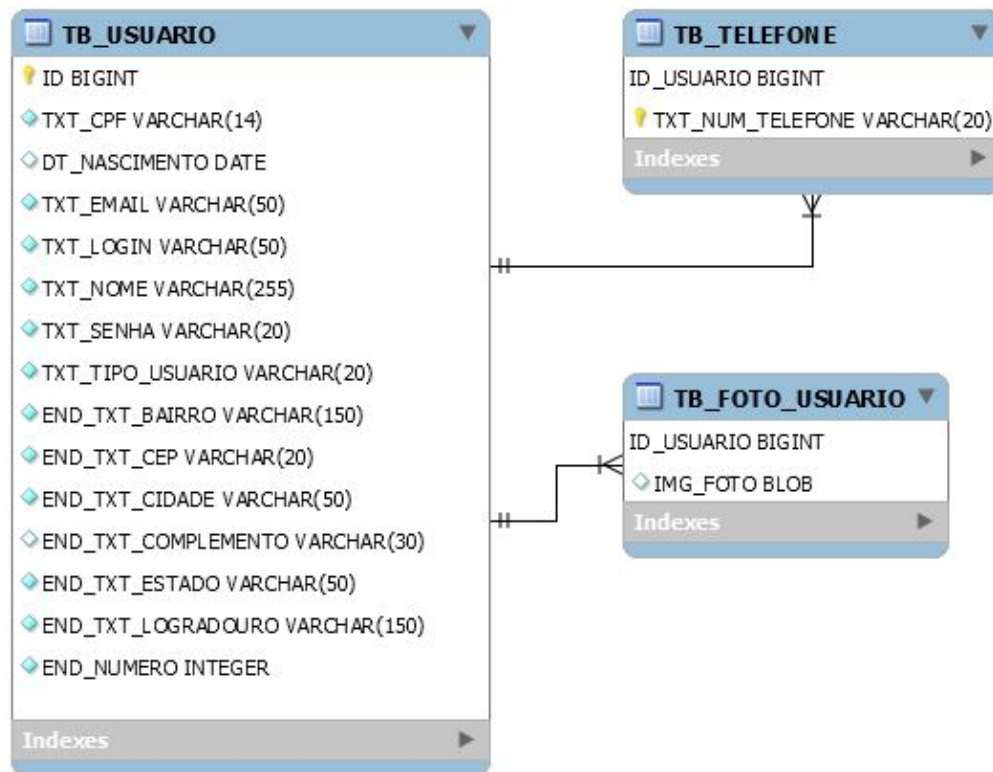 TB_USUARIO
ID BIGINT
TXT_CPF VARCHAR(14)
DT_NASCIMENTO DATE
TXT_EMAIL VARCHAR(50)
TXT_LOGIN VARCHAR(50)
TXT_NOME VARCHAR(255)
TXT_SENHA VARCHAR(20)
TXT_TIPO_USUARIO VARCHAR(20)
END_TXT_BAIRRO VARCHAR(150)
END_TXT_CEP VARCHAR(20)
END_TXT_CIDADE VARCHAR(50)
END_TXT_COMPLEMENTO VARCHAR(30)
END_TXT_ESTADO VARCHAR(50)
END_TXT_LOGRADOURO VARCHAR(150)
END_NUMERO INTEGER
Indexes
TB_TELEFONE
ID_USUARIO BIGINT
TXT_NUM_TELEFONE VARCHAR(20)
Indexes
TB_FOTO_USUARIO
ID_USUARIO BIGINT
IMG_FOTO BLOB
Indexes